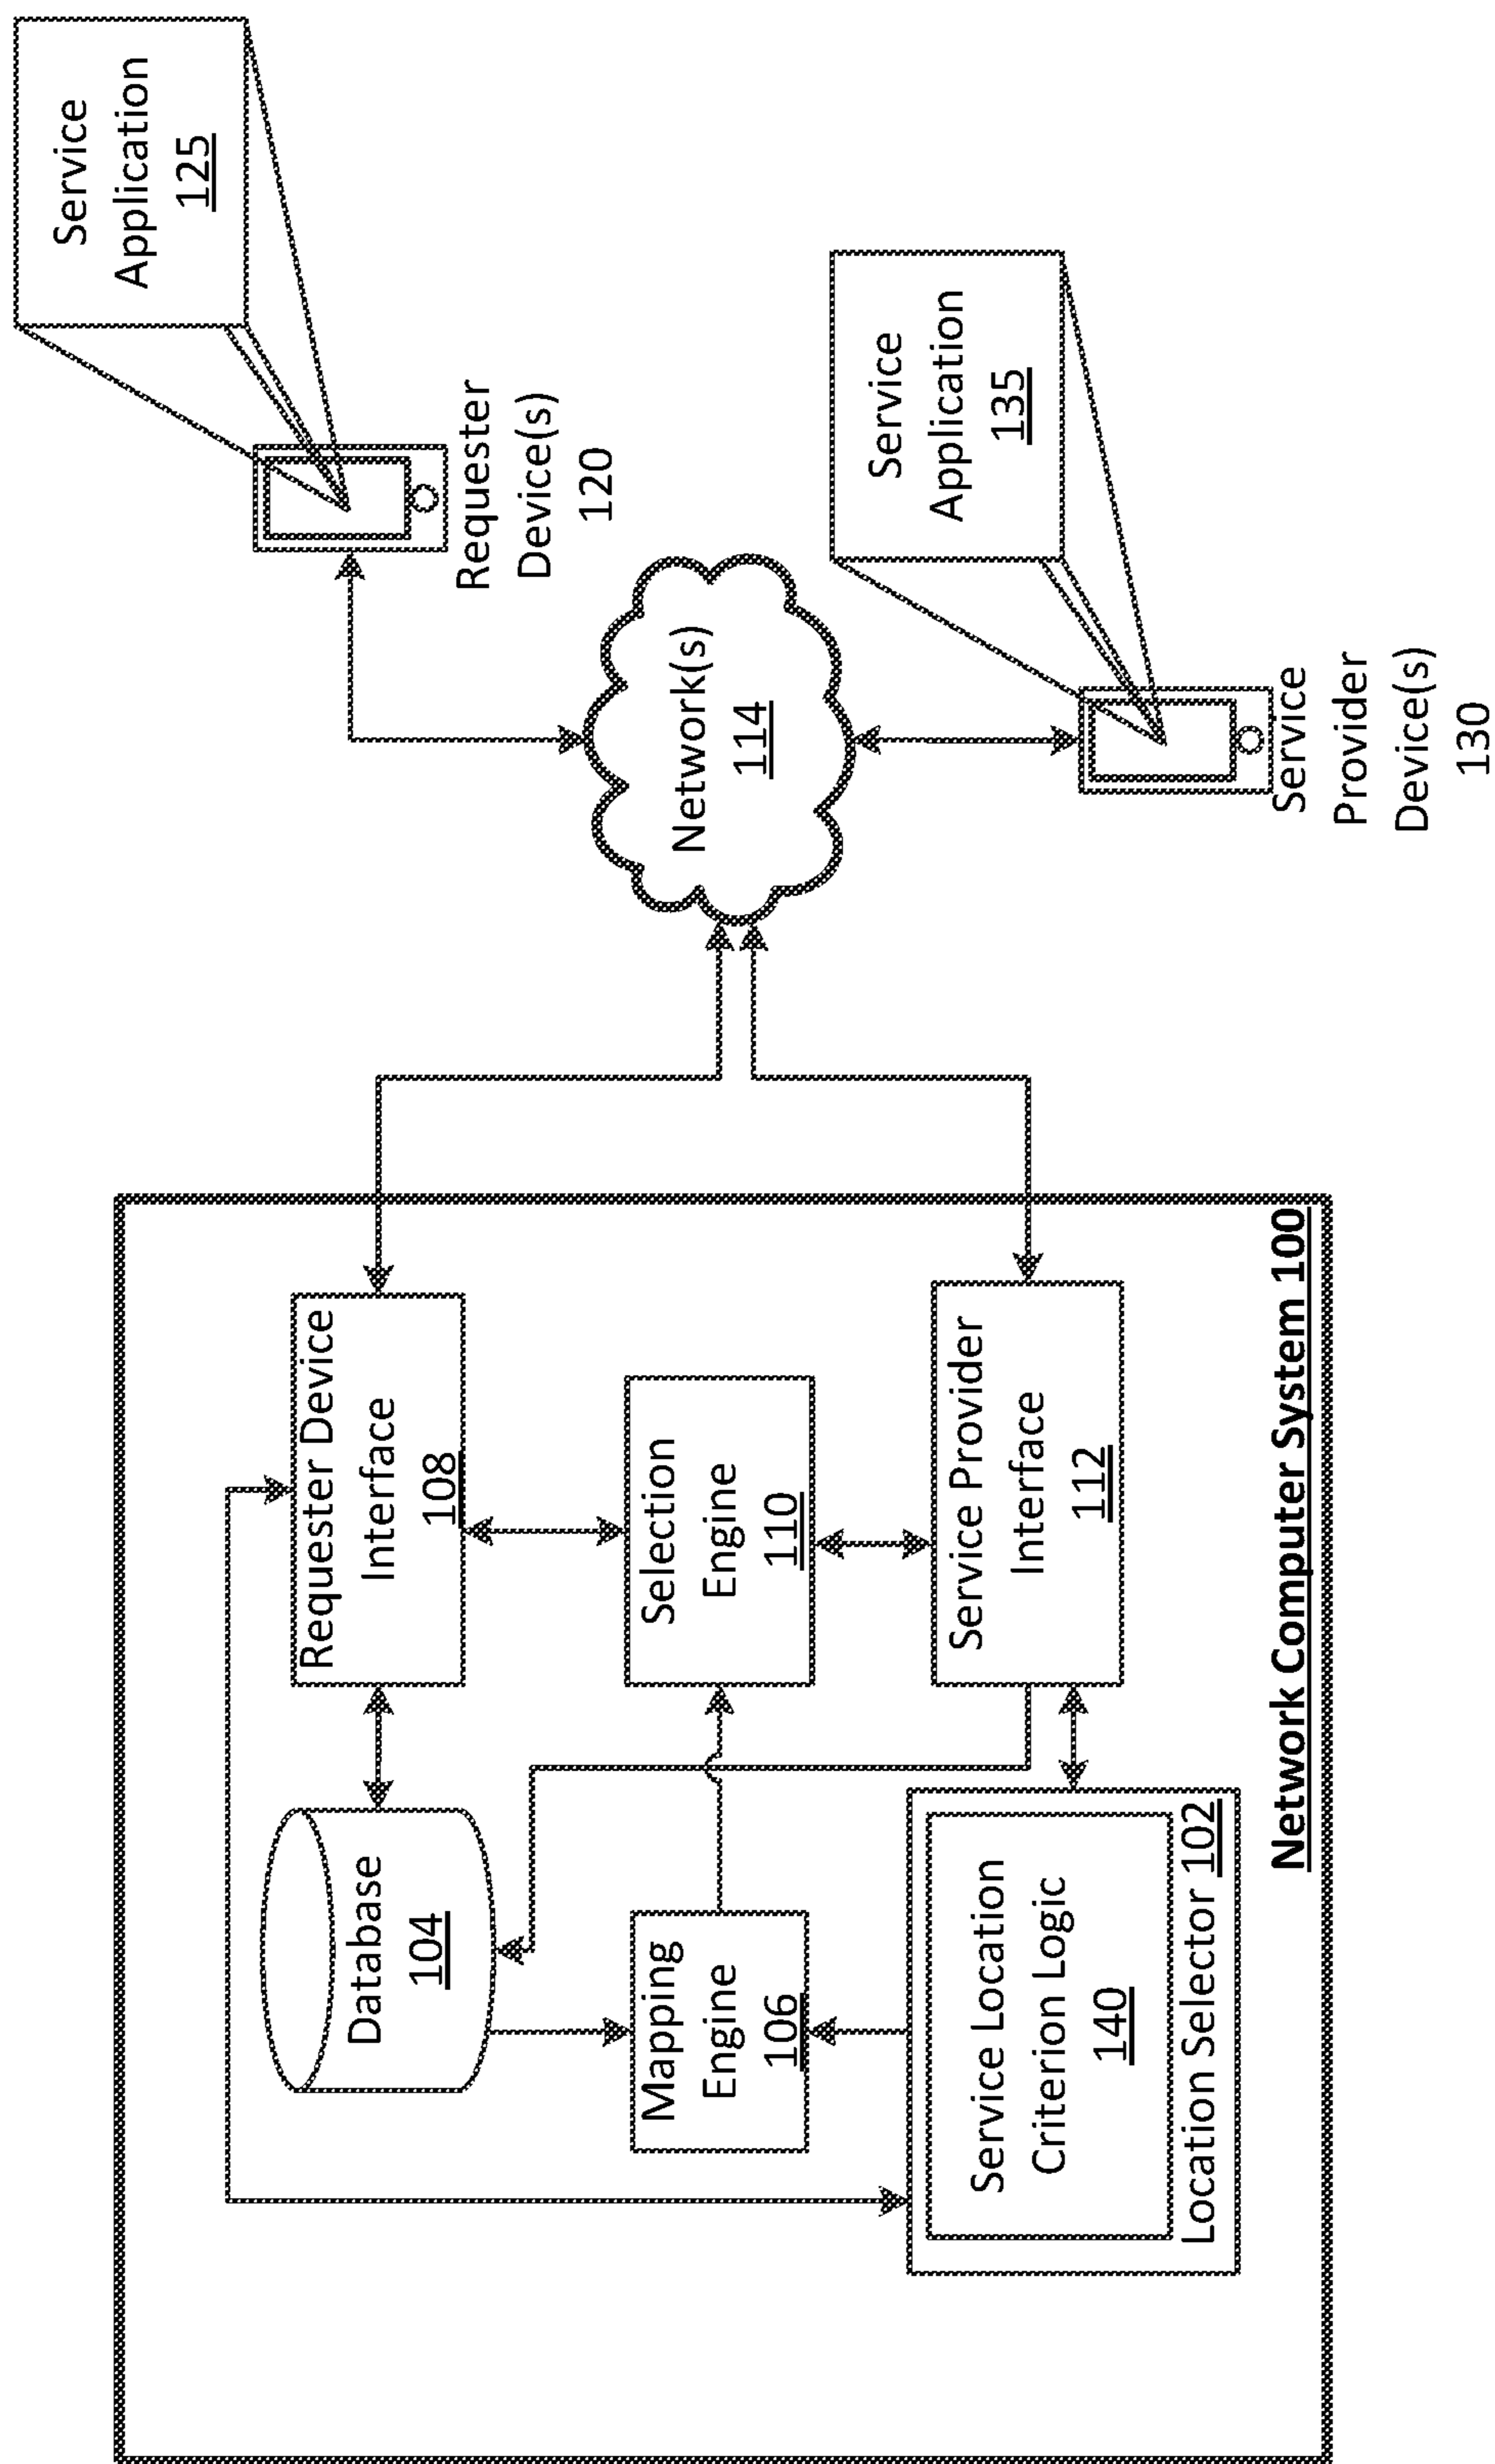 Database
104
Requester Device
Interface
108
Mapping
Engine
106
Selection
Engine
110
Service Location
Criterion Logic
140
Location Selector 102
Service Provider
Interface
112
Network Computer System 100
Network(s)
114
Service
Application
125
Requester
Device(s)
120
Service
Application
135
Service
Provider
Device(s)
130